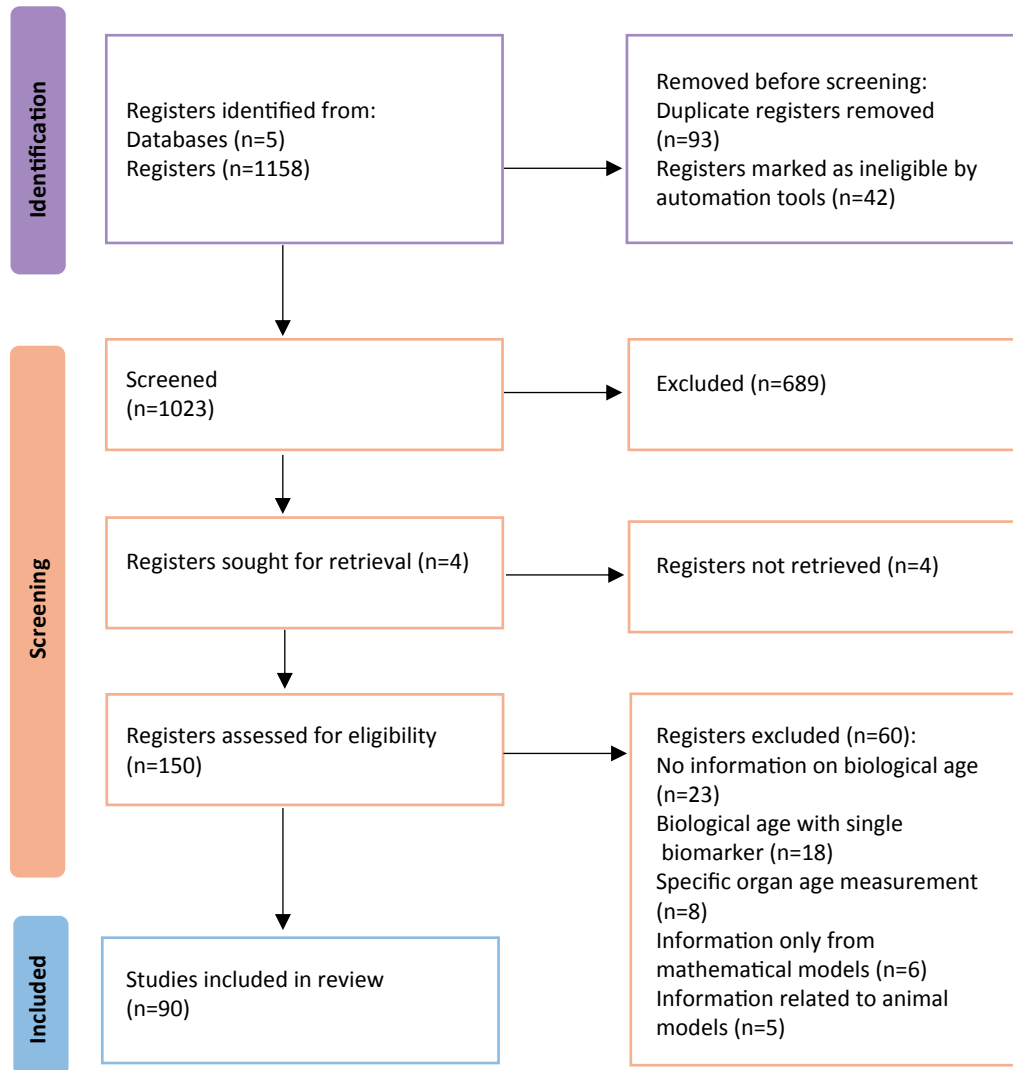 Identification
Registers identified from:
Databases (n=5)
Registers (n=1158)
Removed before screening:
Duplicate registers removed
(n=93)
Registers marked as ineligible by
automation tools (n=42)
Screening
Screened
(n=1023)
Excluded (n=689)
Registers sought for retrieval (n=4)
Registers not retrieved (n=4)
Registers assessed for eligibility
(n=150)
Registers excluded (n=60):
No information on biological age
(n=23)
Biological age with single
biomarker (n=18)
Specific organ age measurement
(n=8)
Information only from
mathematical models (n=6)
Information related to animal
models (n=5)
Included
Studies included in review
(n=90)